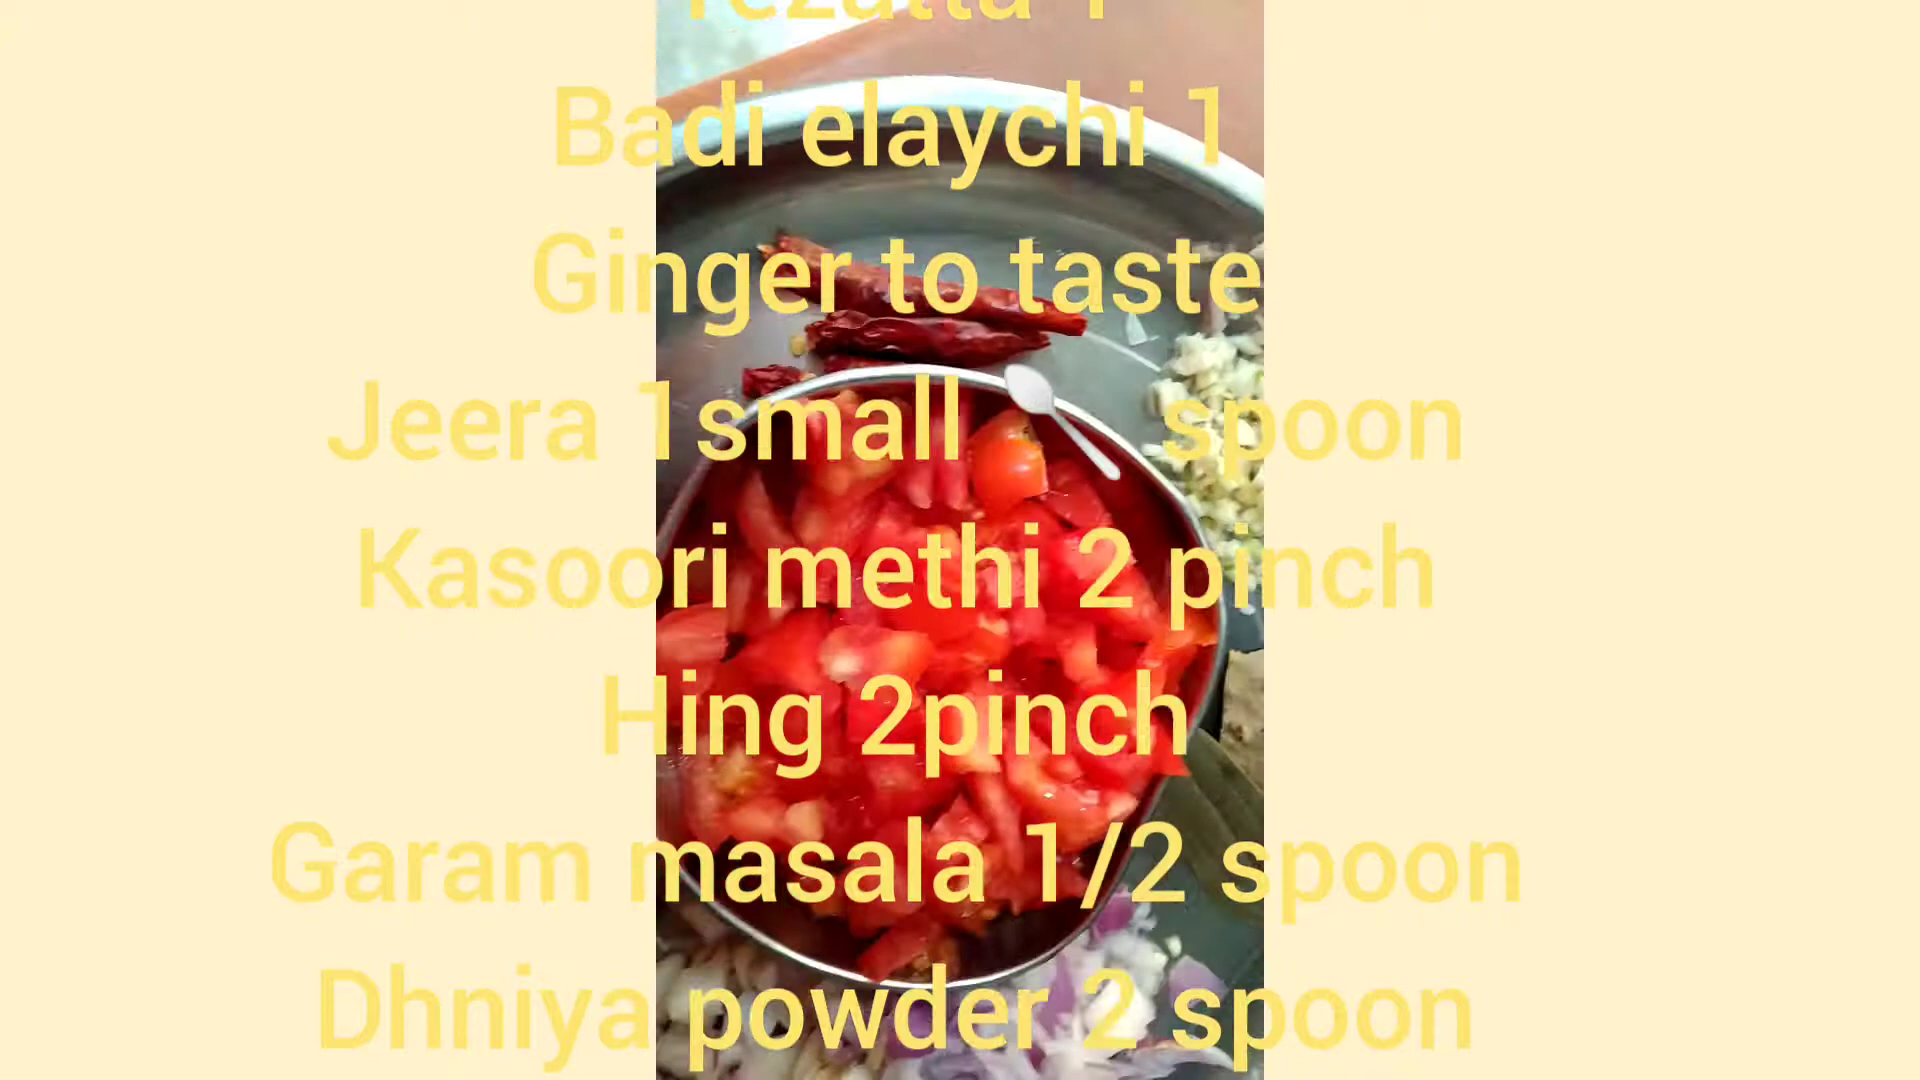 Badi elaychi 1
Ginger to taste
Jeera 1small 🥄 spoon
Kasoori methi 2 pinch
Hing 2pinch
Garam masala 1/2 spoon
Dhniya powder 2 spoon